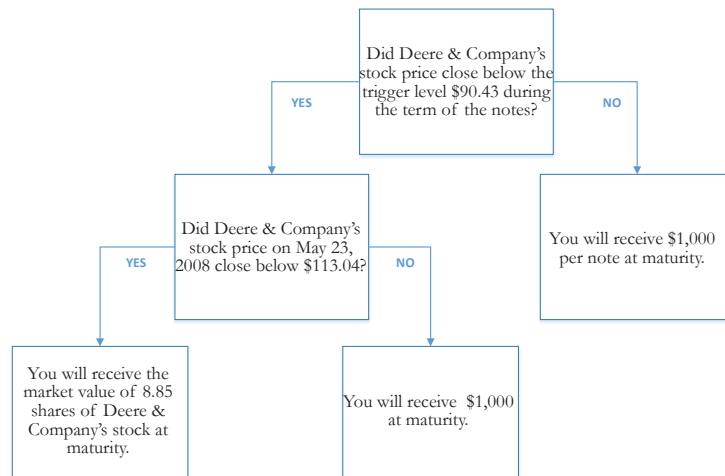 Did Deere & Company's
stock price close below the
trigger level $90.43 during
the term of the notes?
YES
NO
Did Deere & Company's
stock price on May 23,
2008 close below $113.04?
You will receive $1,000
per note at maturity.
YES
NO
You will receive the
market value of 8.85
shares of Deere &
Company's stock at
maturity.
You will receive $1,000
at maturity.